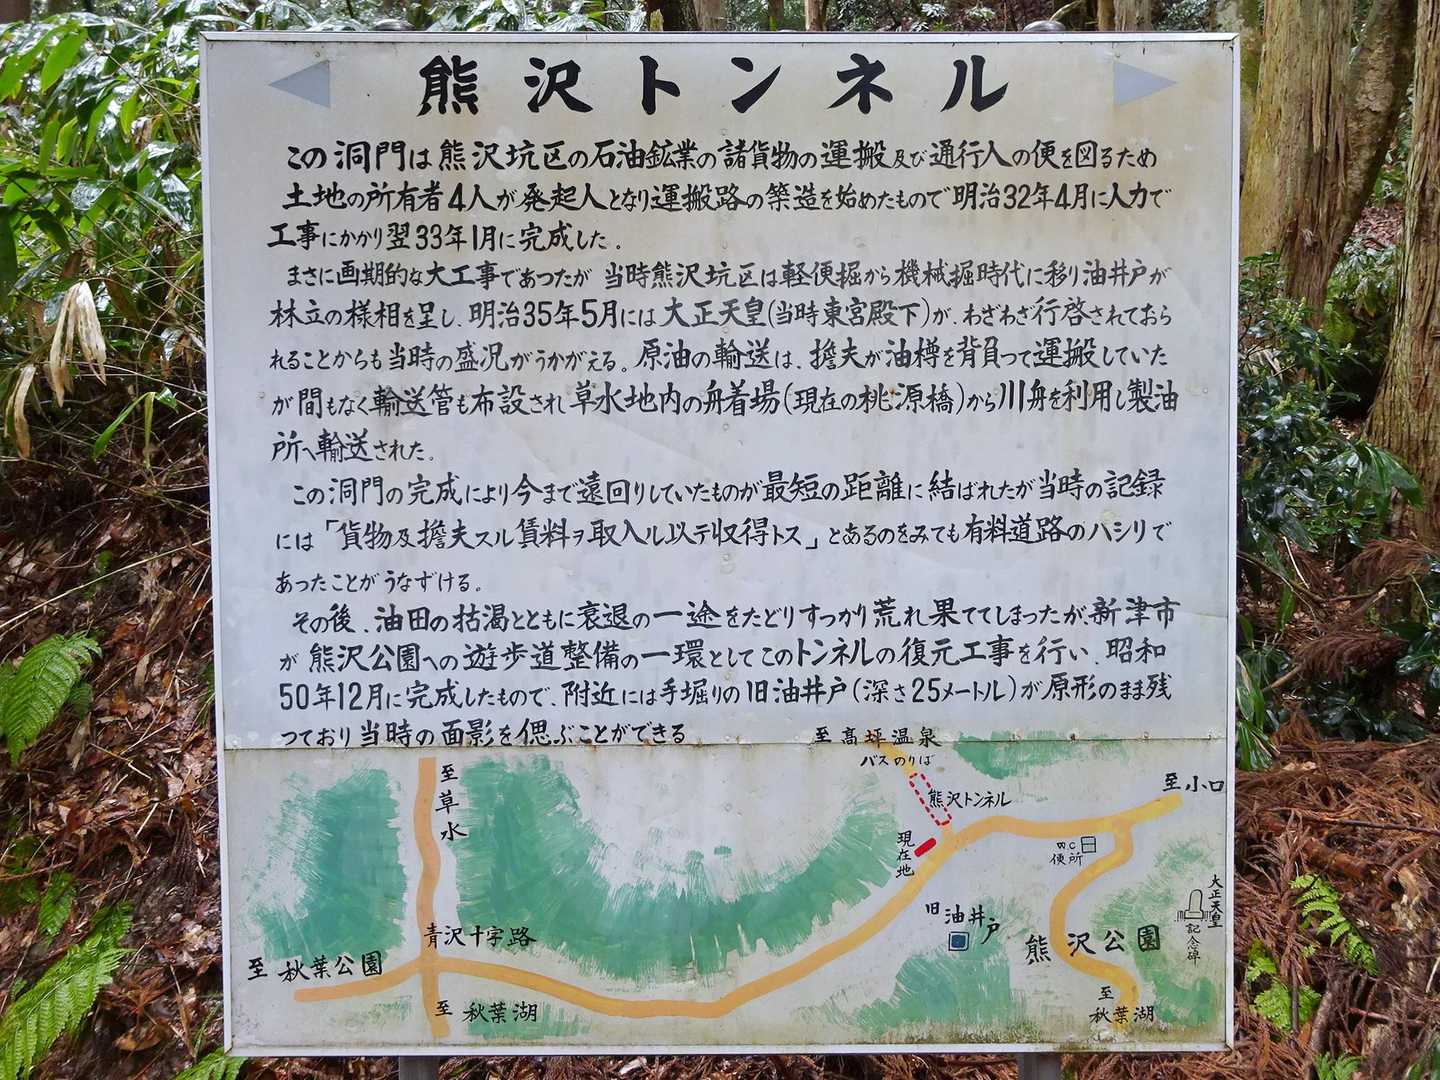 熊沢トンネル
この洞門は熊沢坑区の石油鉱業の諸貨物の運搬及び通行人の便を図るため
土地の所有者4人が発起人となり運搬路の築造を始めたもので明治32年4月に人力で
工事にかかり翌33年1月に完成した。
まさに画期的な大工事であつたが 当時熊沢坑区は軽便掘から機械掘時代に移り油井戸が
林立の様相を呈し、明治35年5月には大正天皇(当時東宮殿下)が、わざわざ行啓されておら
れることからも当時の盛況がうかがえる。原油の輸送は、擔夫が油樽を背負って運搬していた
が間もなく輸送管も布設され草水地内の舟着場(現在の桃源橋)から川舟を利用し製油
所へ輸送された。
この洞門の完成により今まで遠回りしていたものが最短の距離に結ばれたが当時の記録
には「貨物及擔夫スル賃料ヲ取入ル以テ収得トス」とあるのをみても有料道路のハシリで
あったことがうなずける。
その後、油田の枯渇とともに衰退の一途をたどりすっかり荒れ果ててしまったが、新津市
が熊沢公園への遊歩道整備の一環としてこのトンネルの復元工事を行い、昭和
50年12月に完成したもので、附近には手堀りの旧油井戸(深さ25メートル)が原形のまま残
つており当時の面影を偲ぶことができる
至高坪温泉
バスのりば
至草水
熊沢トンネル
至小口
現在地
W.C
便所
大正天皇
記念碑
旧油井戸
青沢十字路
熊沢公園
至秋葉公園
至秋葉湖
至
秋葉湖